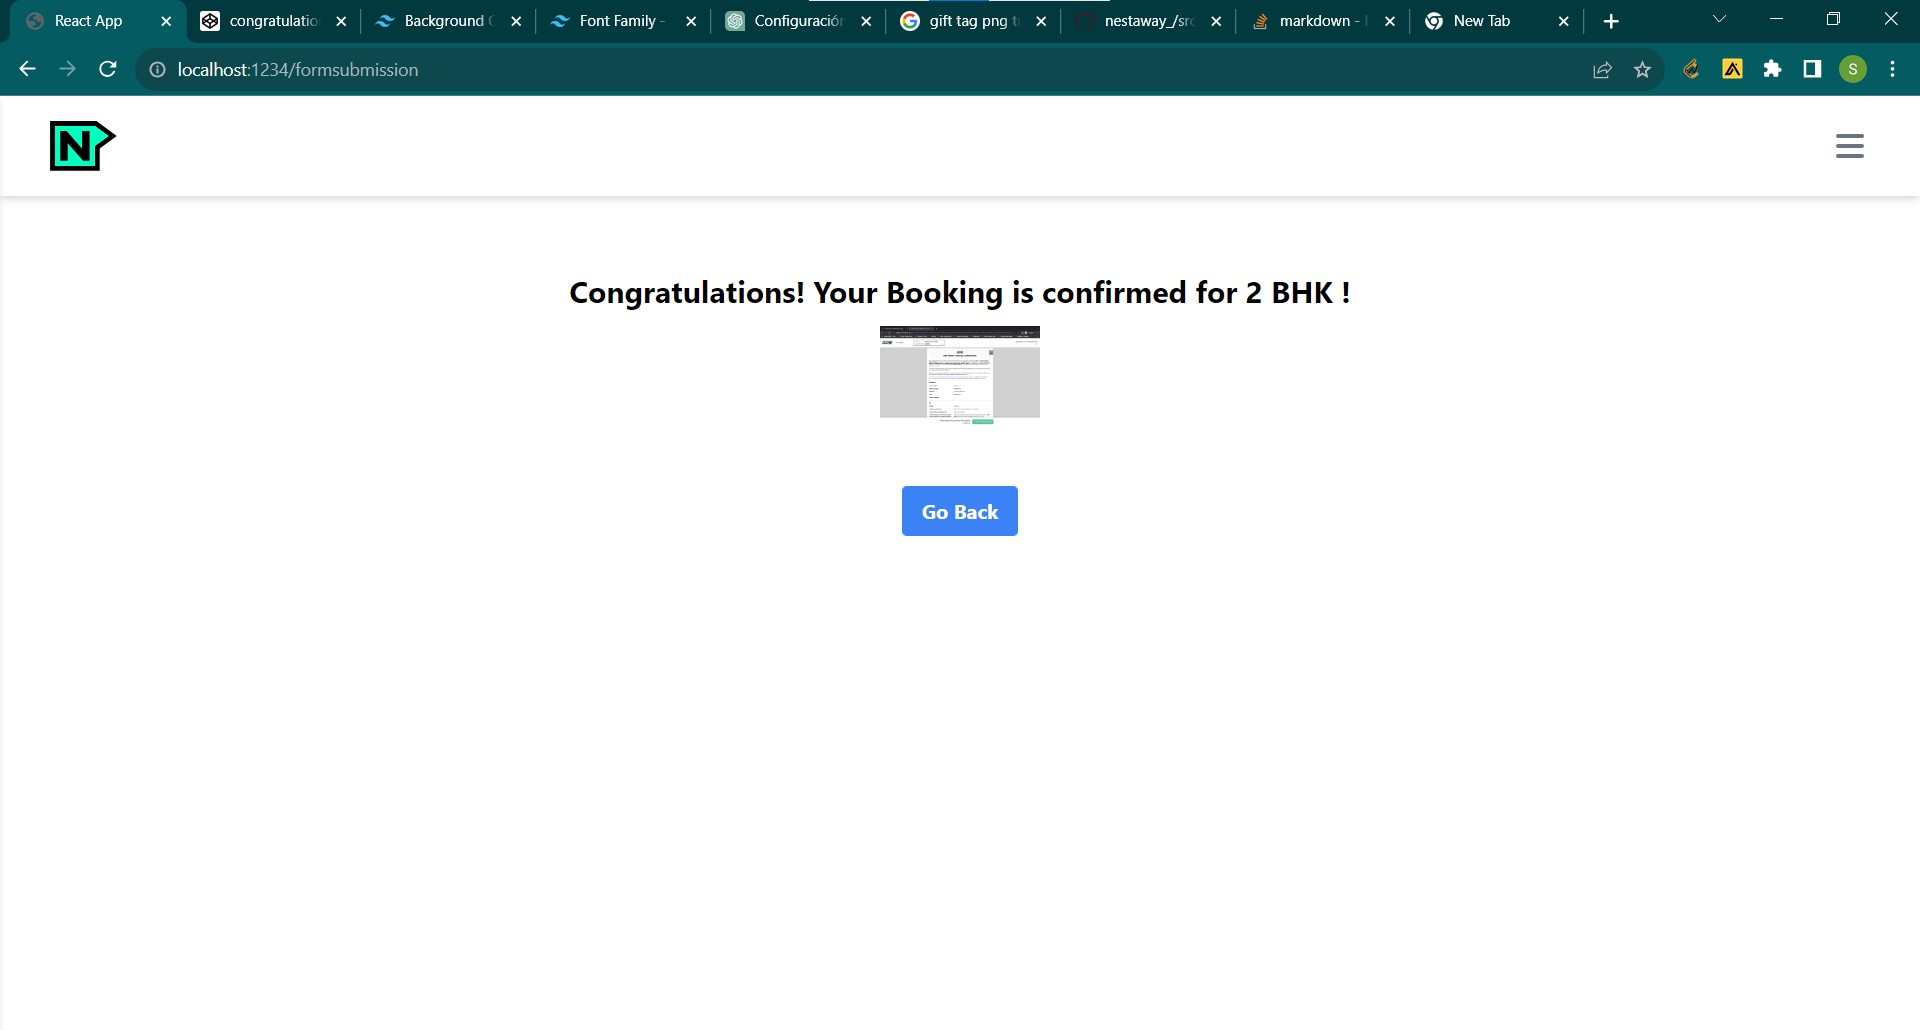 React App
congratulatio
Background C
Font Family -
Configuración
gift tag png t
nestaway_/src
markdown -
New Tab
localhost:1234/formsubmission
S
N
Congratulations! Your Booking is confirmed for 2 BHK !
Go Back